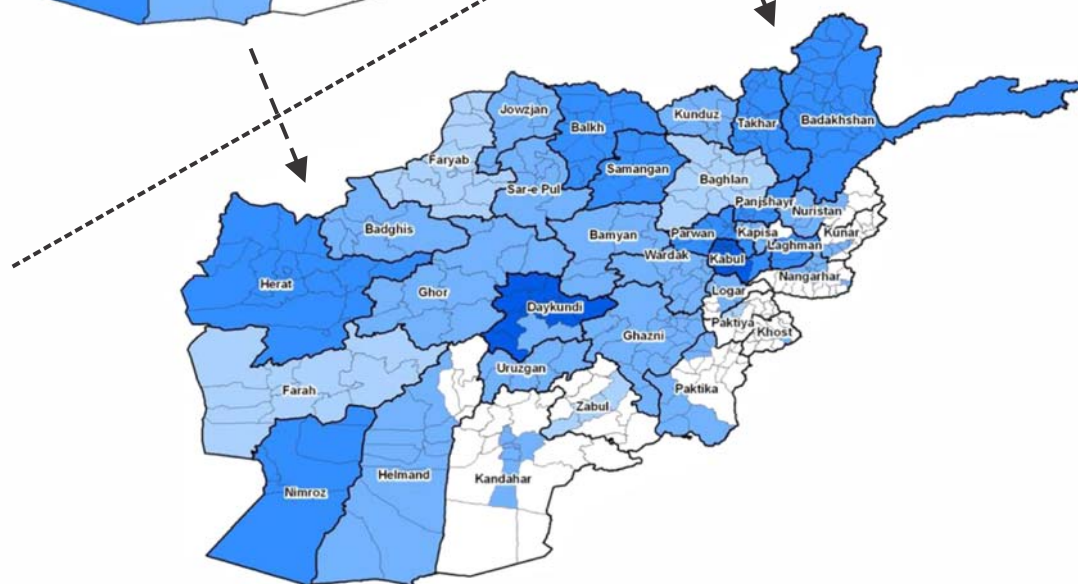 Jowzjan
Balkh
Kunduz
Takhar
Badakhshan
Faryab
Samangan
Baghlan
Sar-e Pul
Panjshayr
Nuristan
Badghis
Bamyan
Parwan
Kapisa
Kunar
Laghman
Wardak
Kabul
Nangarhar
Herat
Ghor
Logar
Daykundi
Paktiya
Khost
Ghazni
Uruzgan
Farah
Paktika
Zabul
Helmand
Kandahar
Nimroz